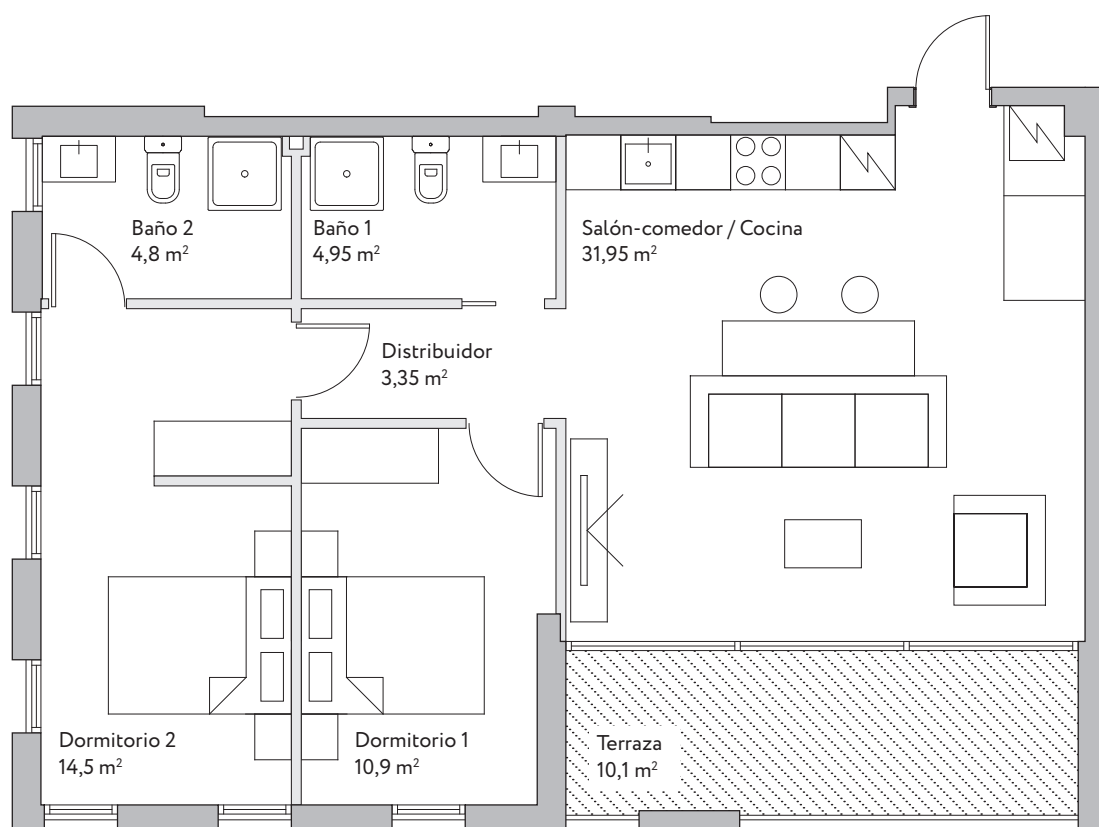 Baño 2
4,8 m²
Baño 1
4,95 m²
Salón-comedor / Cocina
31,95 m²
Distribuidor
3,35 m²
Dormitorio 2
14,5 m²
Dormitorio 1
10,9 m²
Terraza
10,1 m²